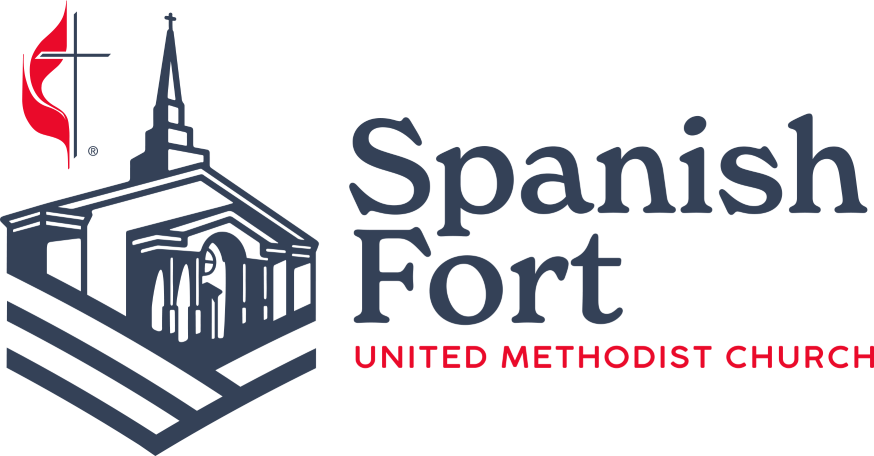 ®
Spanish
Fort
UNITED METHODIST CHURCH